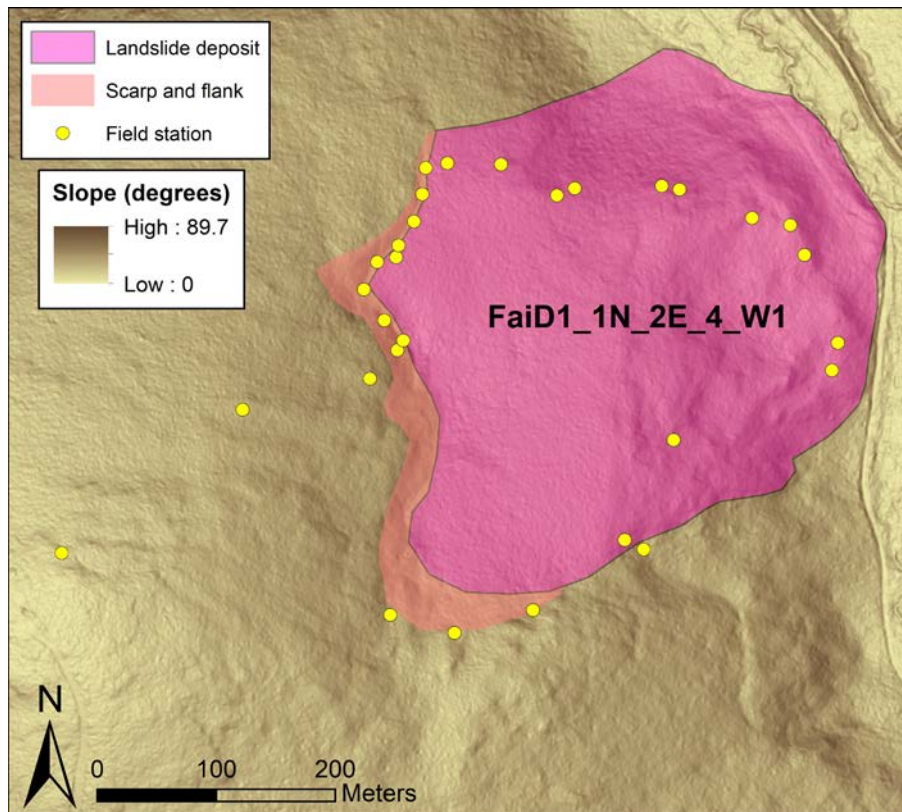 Landslide deposit
Scarp and flank
Field station
Slope (degrees)
High : 89.7
Low : 0
FaiD1_1N_2E_4_W1
N
0 100 200
Meters